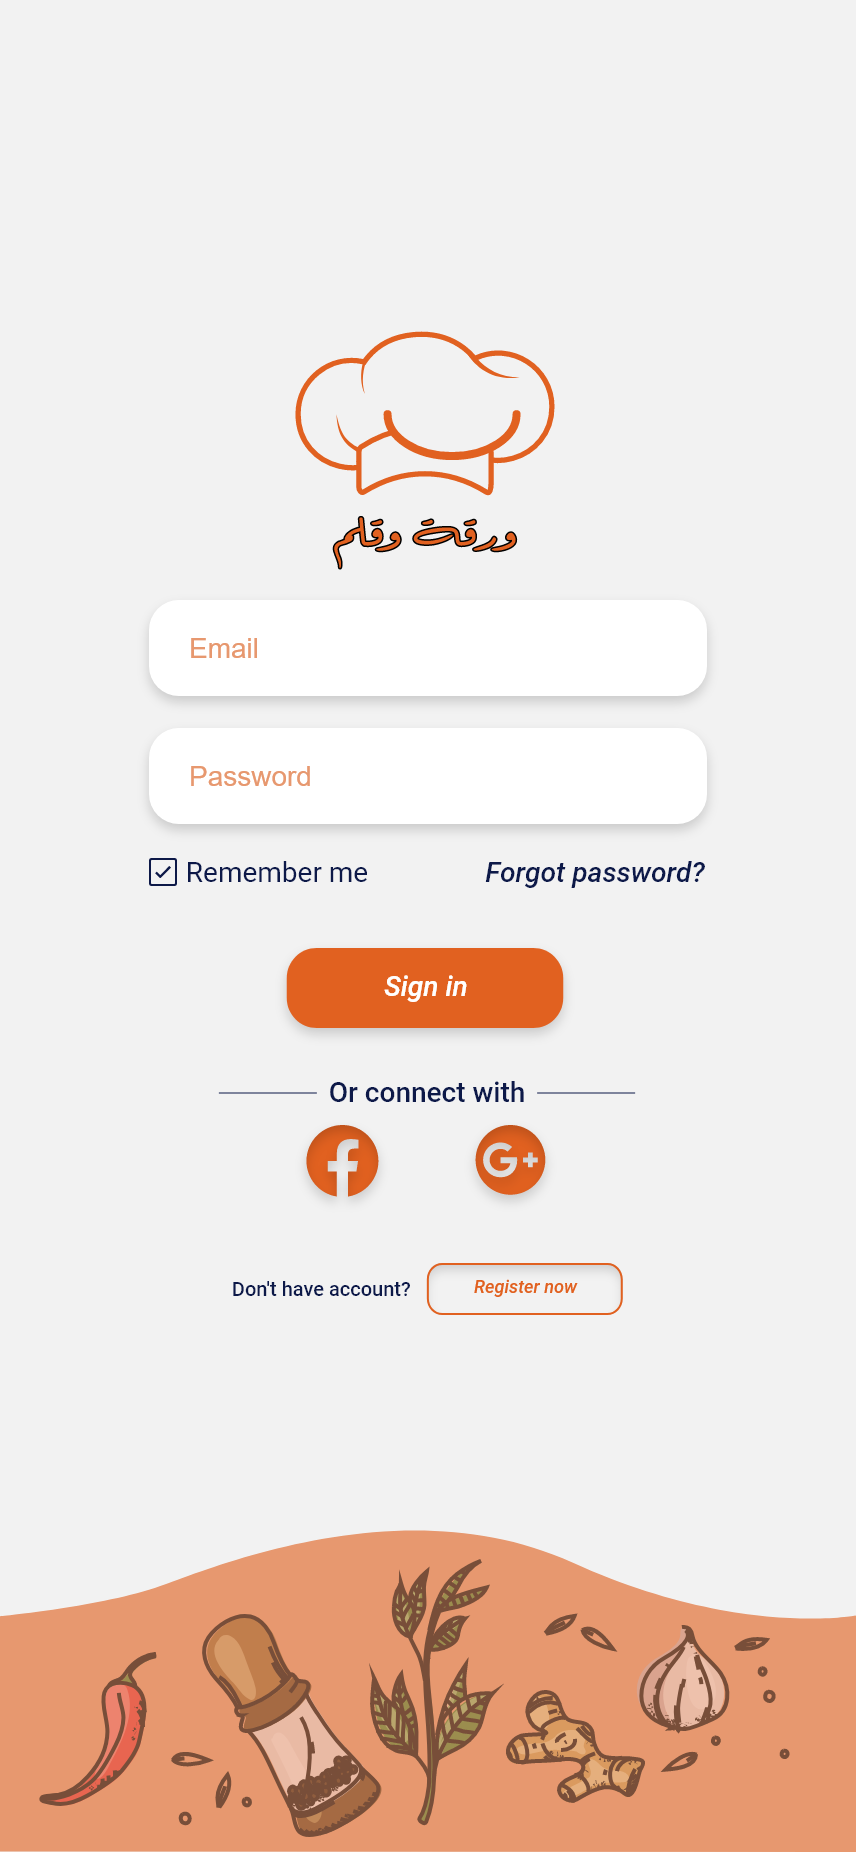 ورقة وقلم
Email
Password
Remember me
Forgot password?
Sign in
Or connect with
G+
Don't have account?
Register now